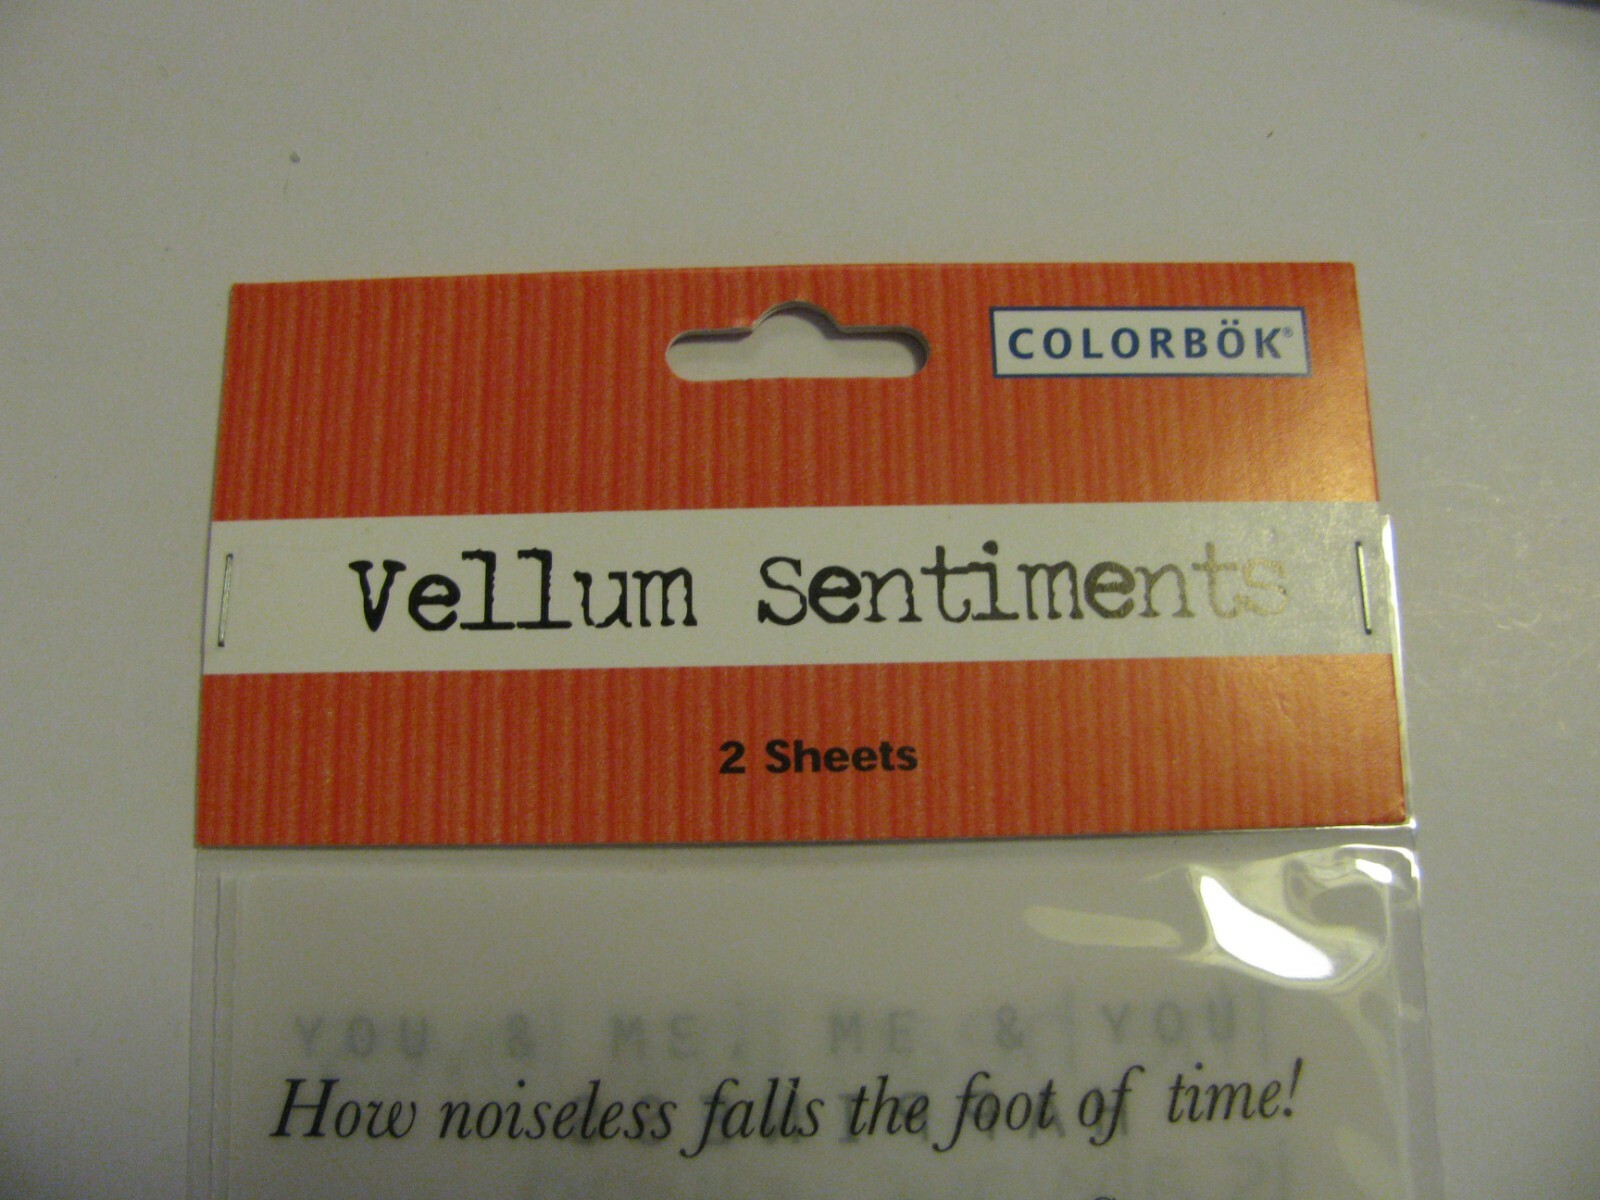 COLORBÖK®
Vellum Sentiments
2 Sheets
YOU & ME, ME & YOU
How noiseless falls the foot of time!